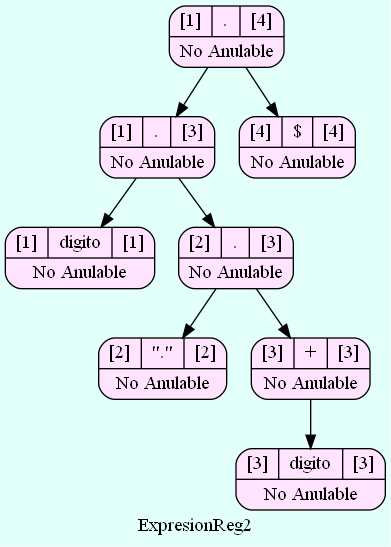 [1] . [4]
No Anulable
[1] . [3]
No Anulable
[4] $ [4]
No Anulable
[1] digito [1]
No Anulable
[2] . [3]
No Anulable
[2] "." [2]
No Anulable
[3] + [3]
No Anulable
[3] digito [3]
No Anulable
ExpresionReg2